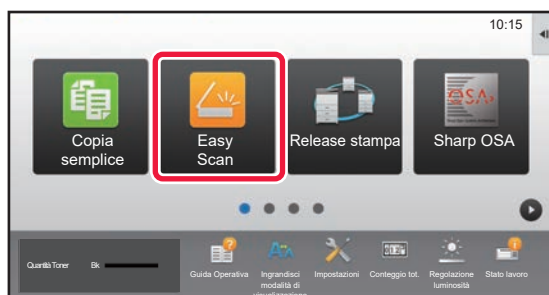 10:15
Copia
semplice
Easy
Scan
Release stampa
Sharp OSA
Quantità Toner
Bk
Guida Operativa
Ingrandisci
modalità di
visualizzazione
Impostazioni
Conteggio tot.
Regolazione
luminosità
Stato lavoro